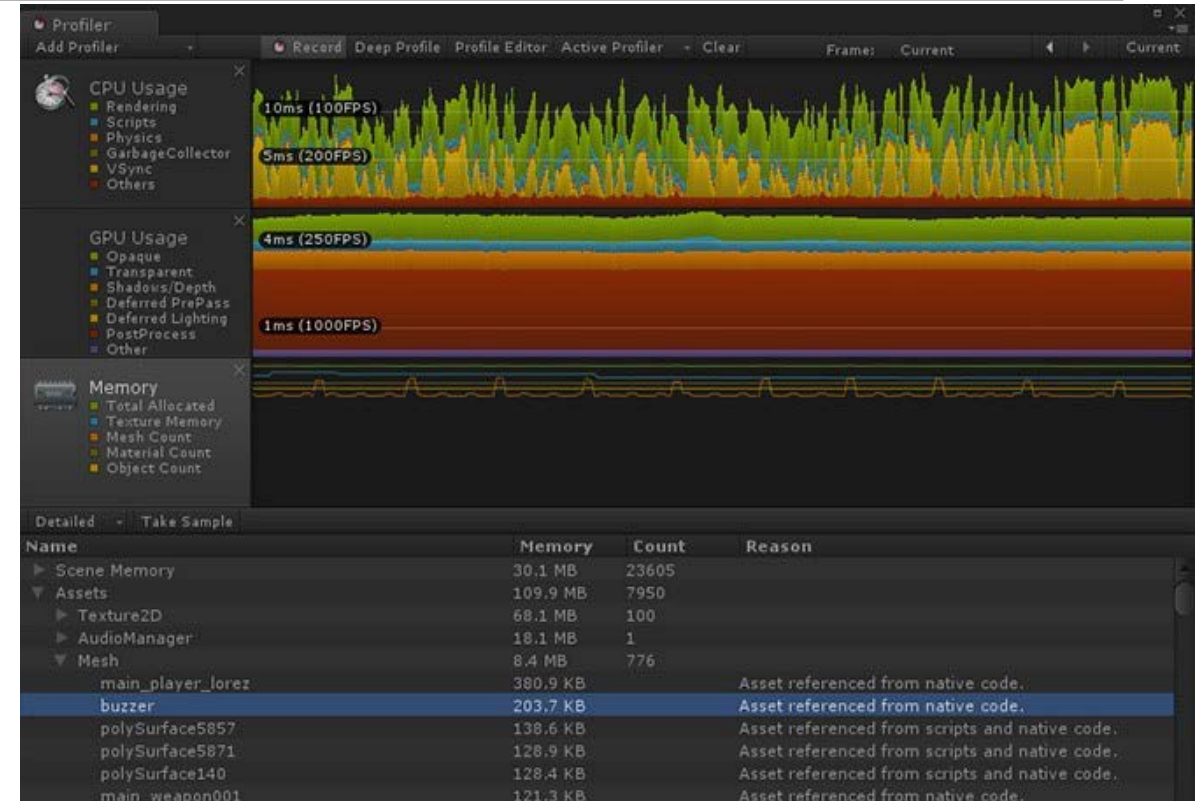 Profiler
Add Profiler Record Deep Profile Profile Editor Active Profiler Clear Frame: Current Current
CPU Usage
Rendering
Scripts
Physics
GarbageCollector
VSync
Others
10ms (100FPS)
5ms (200FPS)
GPU Usage
Opaque
Transparent
Shadows/Depth
Deferred PrePass
Deferred Lighting
PostProcess
Other
4ms (250FPS)
1ms (1000FPS)
Memory
Total Allocated
Texture Memory
Mesh Count
Material Count
Object Count
Detailed Take Sample
Name Memory Count Reason
Scene Memory 30.1 MB 23605
Assets 109.9 MB 7950
Texture2D 68.1 MB 100
AudioManager 18.1 MB 1
Mesh 8.4 MB 776
main_player_lorez 380.9 KB Asset referenced from native code.
buzzer 203.7 KB Asset referenced from native code.
polySurface5857 138.6 KB Asset referenced from scripts and native code.
polySurface5871 128.9 KB Asset referenced from scripts and native code.
polySurface140 128.4 KB Asset referenced from scripts and native code.
main_weapon001 121.3 KB Asset referenced from native code.